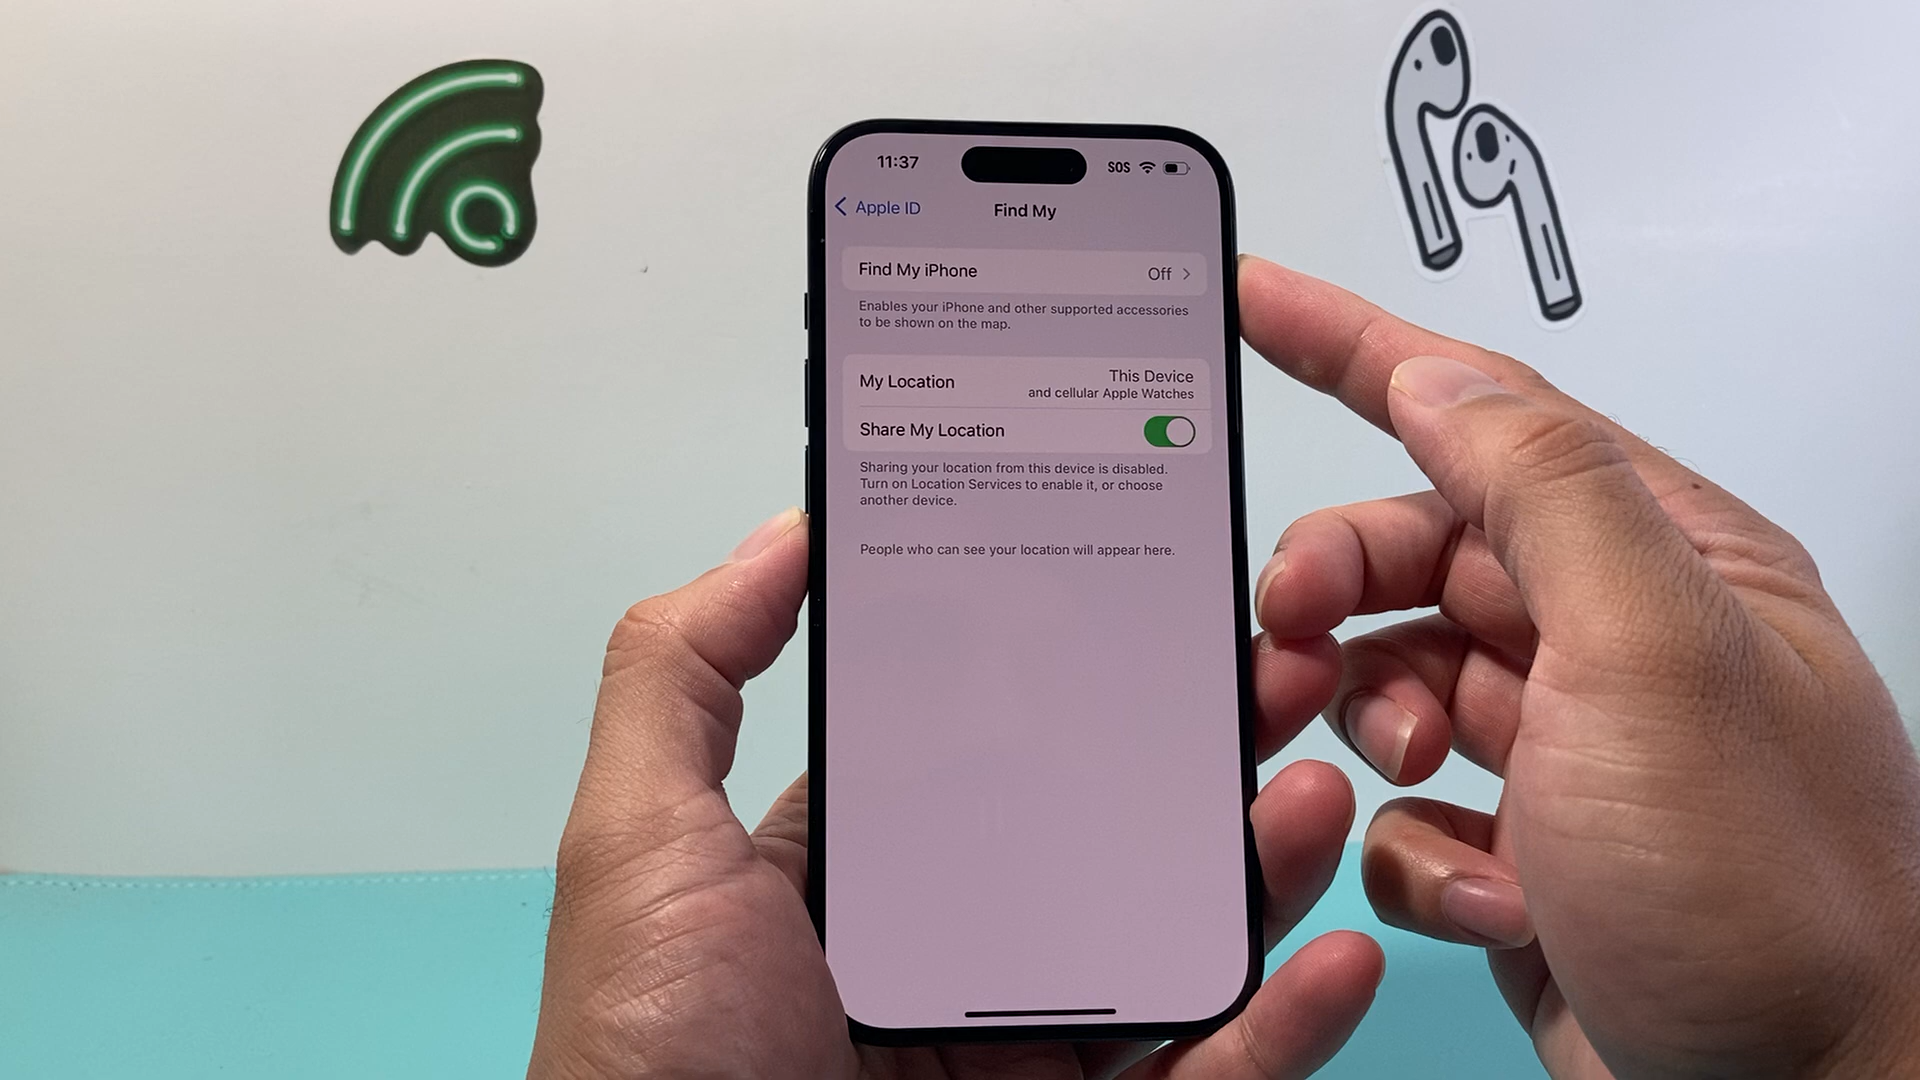 11:37
SOS
Apple ID
Find My
Find My iPhone
Off
Enables your iPhone and other supported accessories
to be shown on the map.
My Location
This Device
and cellular Apple Watches
Share My Location
Sharing your location from this device is disabled.
Turn on Location Services to enable it, or choose
another device.
People who can see your location will appear here.